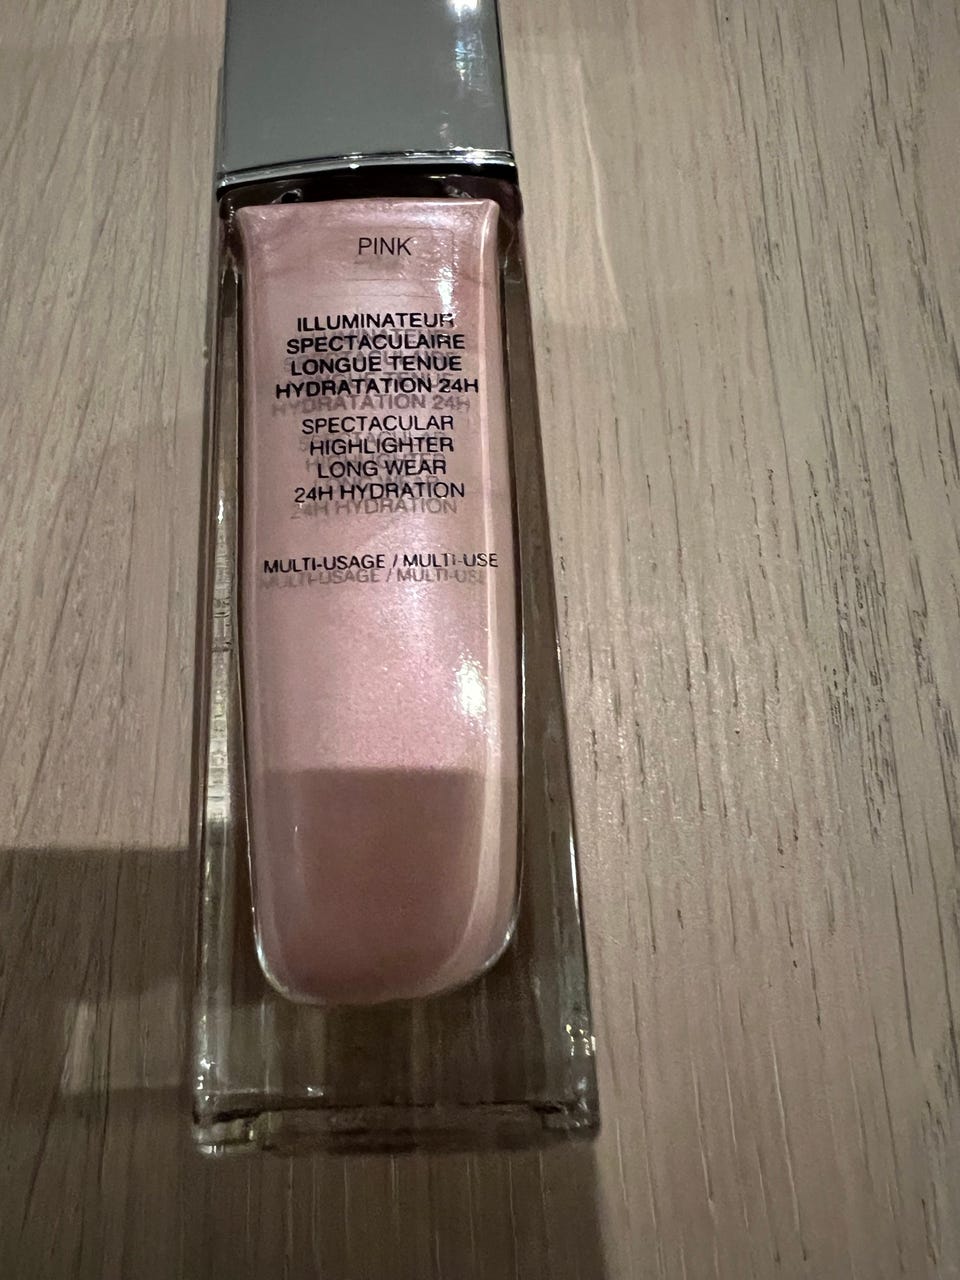 PINK
ILLUMINATEUR
SPECTACULAIRE
LONGUE TENUE
HYDRATATION 24H
SPECTACULAR
HIGHLIGHTER
LONG WEAR
24H HYDRATION
MULTI-USAGE / MULTI-USE